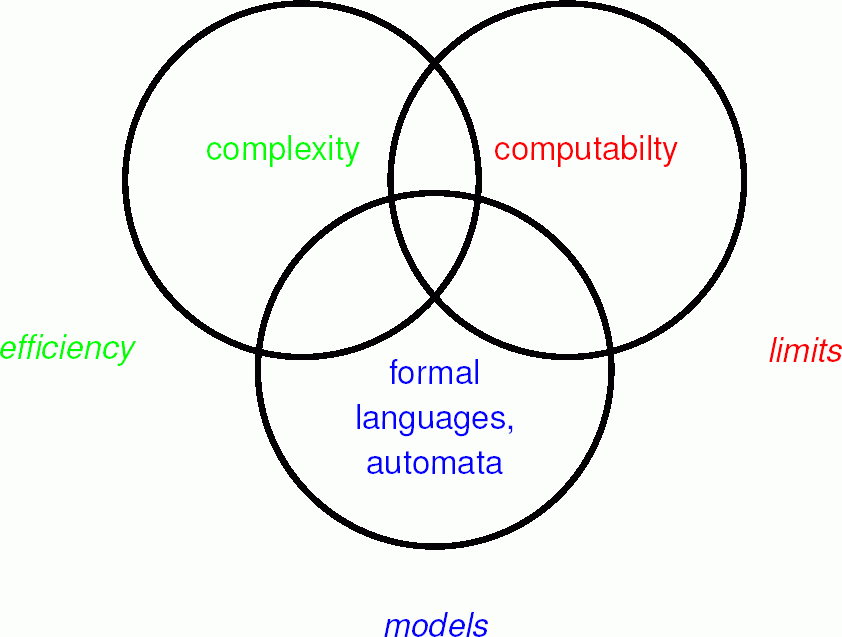 complexity
computabilty
efficiency
limits
formal
languages,
automata
models